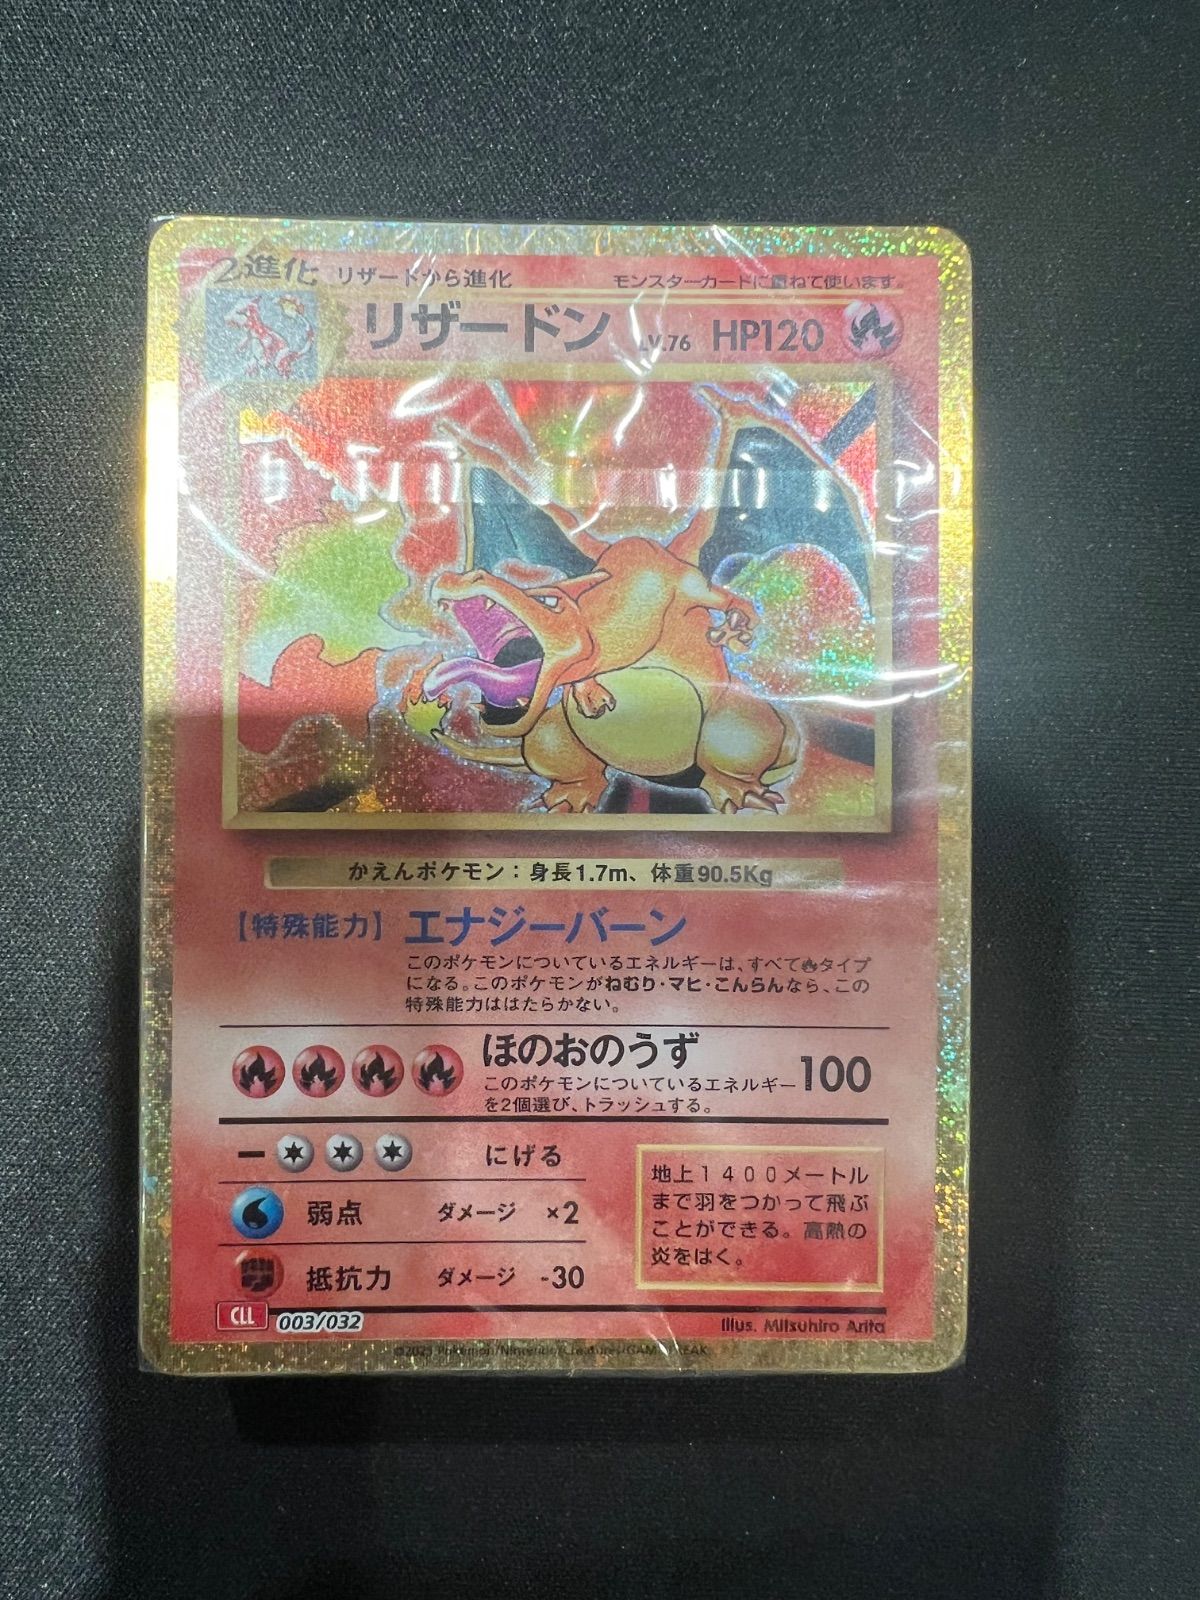 2進化 リザードから進化 モンスターカードに重ねて使います。
リザードン LV.76 HP120
かえんポケモン：身長1.7m、体重90.5Kg
【特殊能力】エナジーバーン
このポケモンについているエネルギーは、すべてタイプ
になる。このポケモンがねむり・マヒ・こんらんなら、この
特殊能力ははたらかない。
ほのおのうず 100
このポケモンについているエネルギー
を2個選び、トラッシュする。
にげる
弱点 ダメージ ×2
抵抗力 ダメージ -30
地上1400メートル
まで羽をつかって飛ぶ
ことができる。高熱の
炎をはく。
CLL 003/032
Illus. Mitsuhiro Arita
©2023 Pokémon/Nintendo/Creatures/GAME FREAK